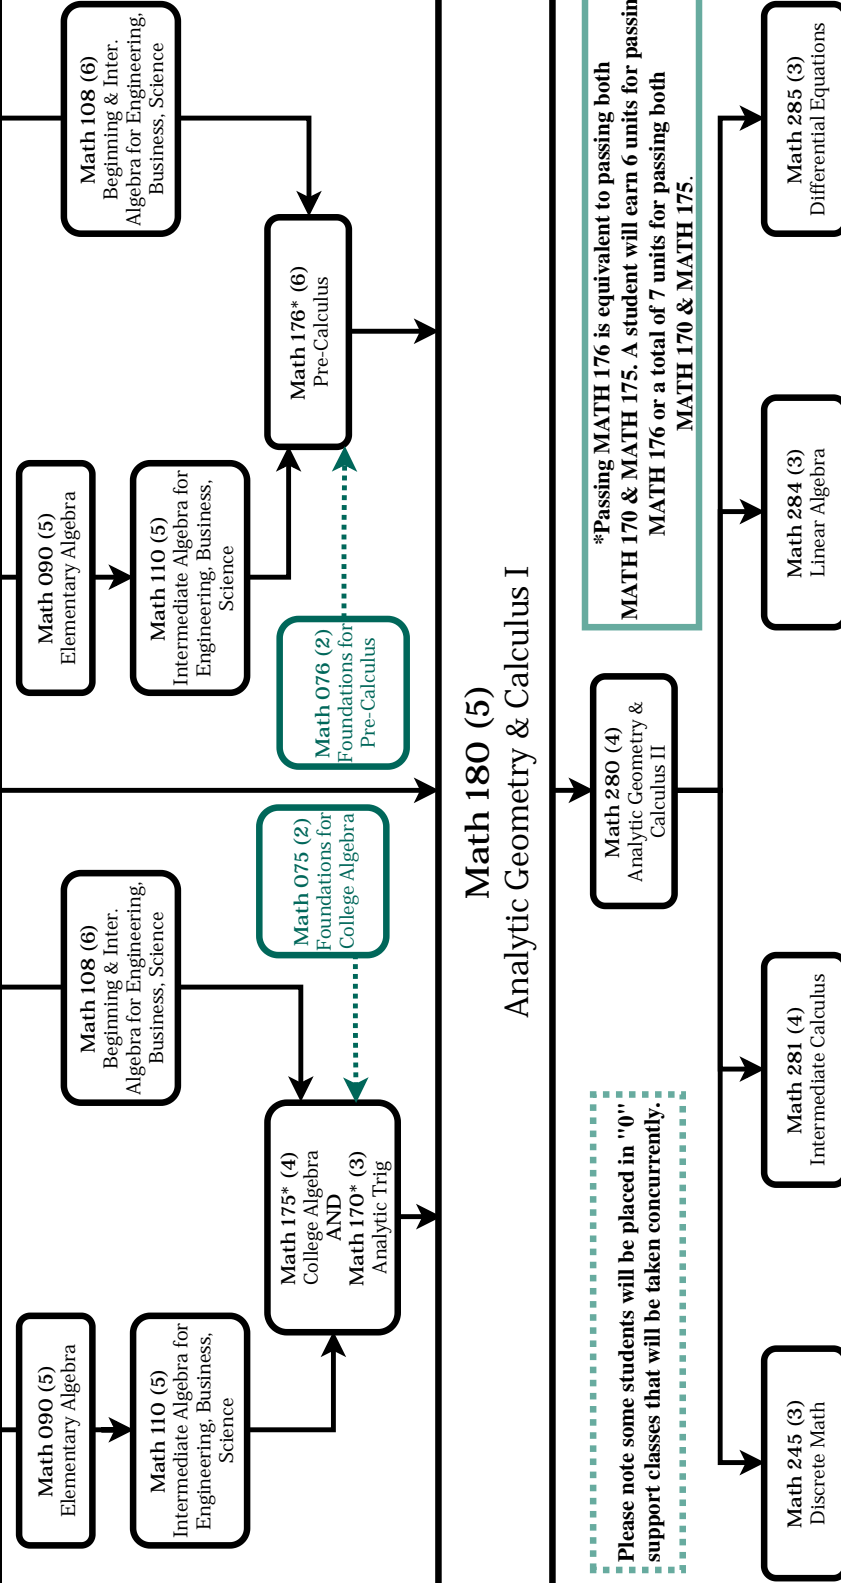 Math 090 (5)
Elementary Algebra
Math 110 (5)
Intermediate Algebra for
Engineering, Business,
Science
Math 108 (6)
Beginning & Inter.
Algebra for Engineering,
Business, Science
Math 175* (4)
College Algebra
AND
Math 170* (3)
Analytic Trig
Math 075 (2)
Foundations for
College Algebra
Math 090 (5)
Elementary Algebra
Math 110 (5)
Intermediate Algebra for
Engineering, Business,
Science
Math 108 (6)
Beginning & Inter.
Algebra for Engineering,
Business, Science
Math 076 (2)
Foundations for
Pre-Calculus
Math 176* (6)
Pre-Calculus
Math 180 (5)
Analytic Geometry & Calculus I
Please note some students will be placed in "0"
support classes that will be taken concurrently.
Math 280 (4)
Analytic Geometry &
Calculus II
*Passing MATH 176 is equivalent to passing both
MATH 170 & MATH 175. A student will earn 6 units for passin
MATH 176 or a total of 7 units for passing both
MATH 170 & MATH 175.
Math 245 (3)
Discrete Math
Math 281 (4)
Intermediate Calculus
Math 284 (3)
Linear Algebra
Math 285 (3)
Differential Equations